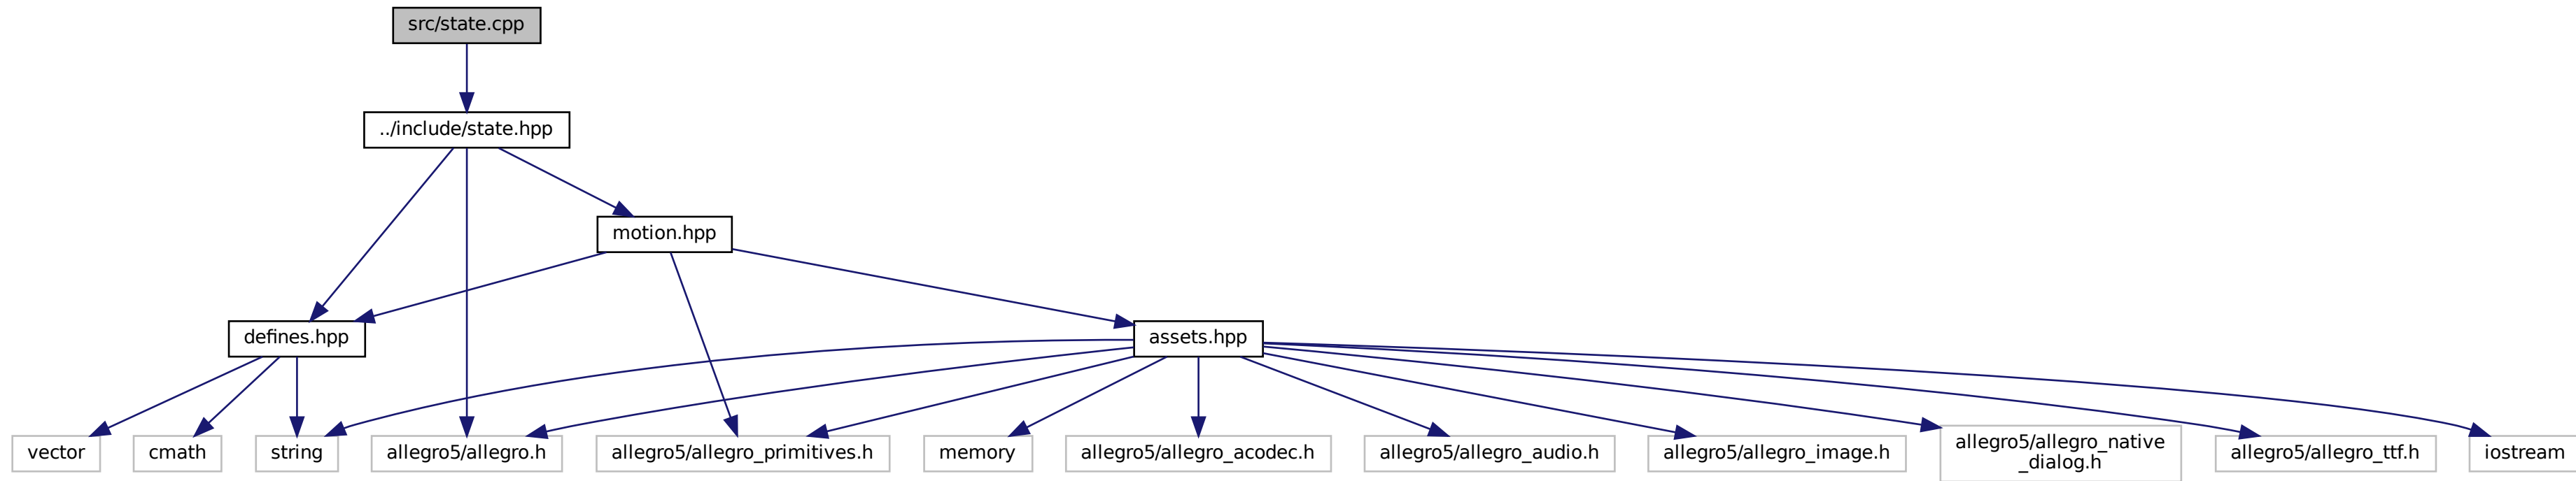 src/state.cpp
../include/state.hpp
motion.hpp
defines.hpp
assets.hpp
vector
cmath
string
allegro5/allegro.h
allegro5/allegro_primitives.h
memory
allegro5/allegro_acodec.h
allegro5/allegro_audio.h
allegro5/allegro_image.h
allegro5/allegro_native
_dialog.h
allegro5/allegro_ttf.h
iostream